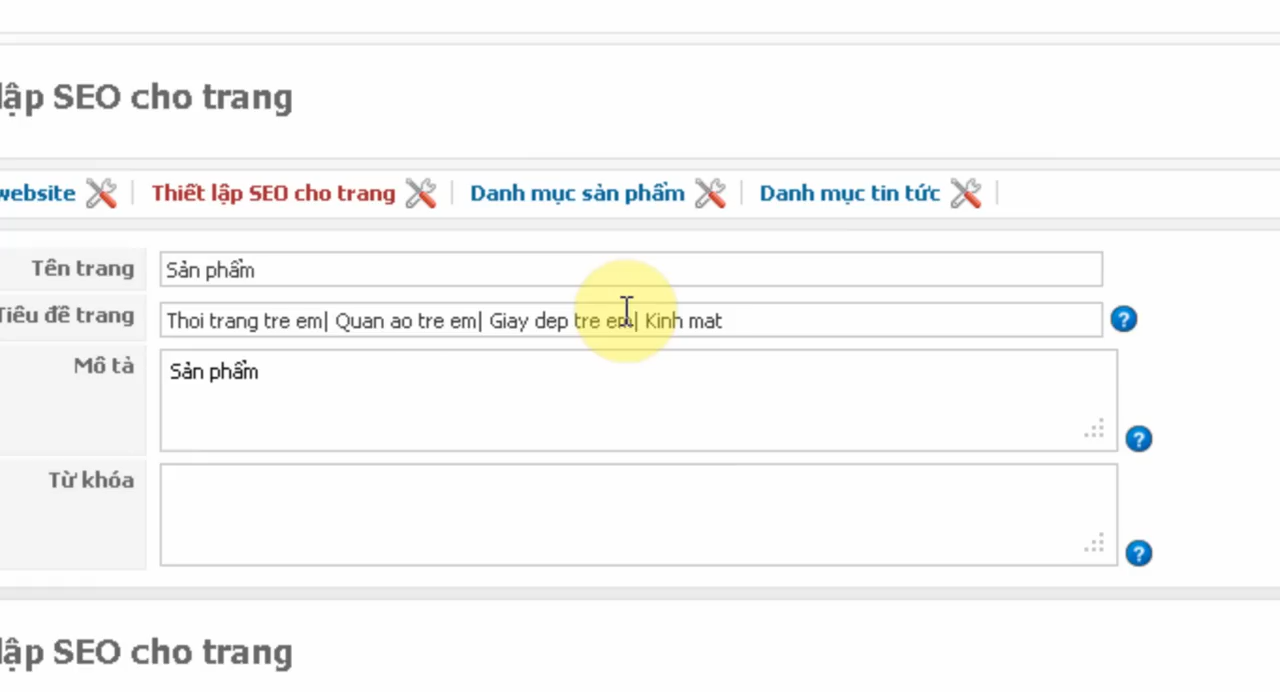 lập SEO cho trang
website | Thiết lập SEO cho trang | Danh mục sản phẩm | Danh mục tin tức |
Tên trang Sản phẩm
Tiêu đề trang Thoi trang tre em| Quan ao tre em| Giay dep tre em| Kinh mat ?
Mô tả Sản phẩm
?
Từ khóa
?
lập SEO cho trang